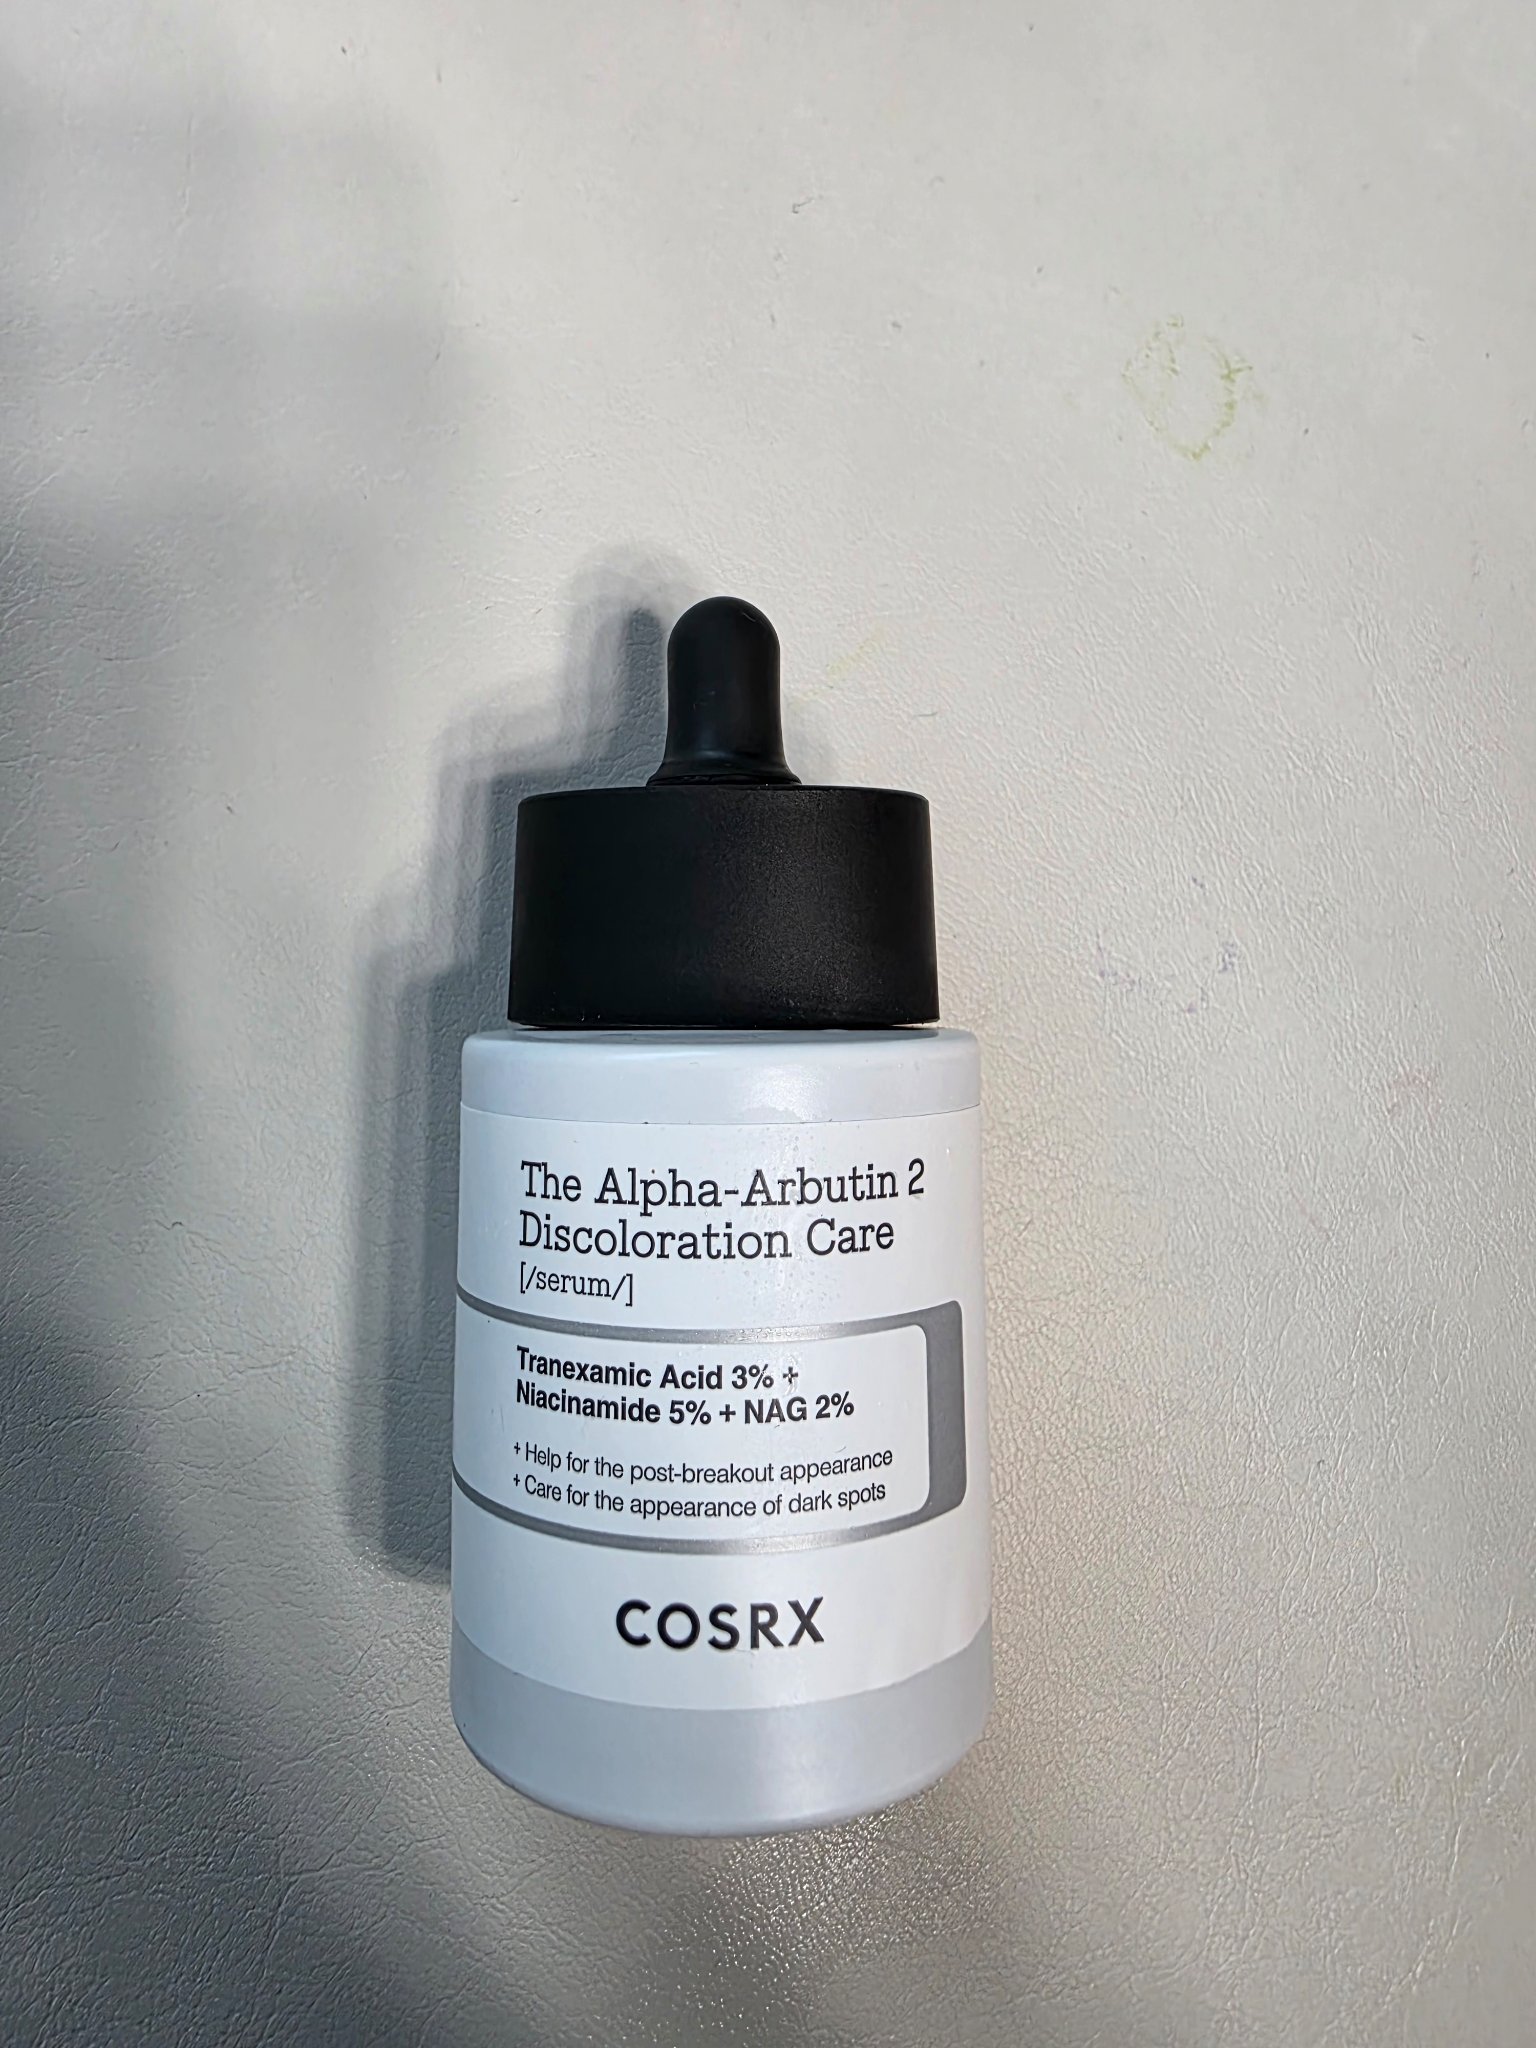 The Alpha-Arbutin 2
Discoloration Care
[/serum/]
Tranexamic Acid 3% +
Niacinamide 5% + NAG 2%
+ Help for the post-breakout appearance
+ Care for the appearance of dark spots
COSRX